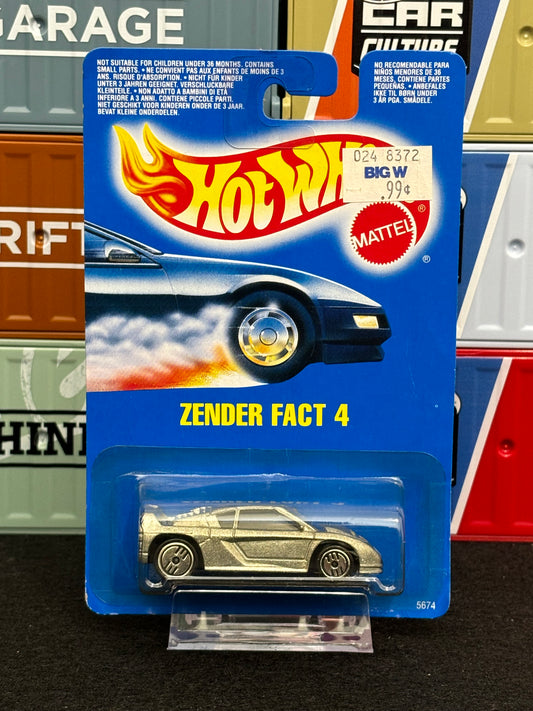 GARAGE
CAR
CULTURE
NOT SUITABLE FOR CHILDREN UNDER 36 MONTHS. CONTAINS
SMALL PARTS. • NE CONVIENT PAS AUX ENFANTS DE MOINS DE 3
ANS. RISQUE D'ABSORPTION. • NICHT FÜR KINDER
UNTER 3 JAHREN GEEIGNET. VERSCHLUCKBARE
KLEINTEILE. • NON ADATTO A BAMBINI DI ETÀ
INFERIORE A 3 ANNI. CONTIENE PICCOLE PARTI.
NIET GESCHIKT VOOR KINDEREN ONDER DE 3 JAAR.
BEVAT KLEINE ONDERDELEN.
NO RECOMENDABLE PARA
NIÑOS MENORES DE 36
MESES, CONTIENE PARTES
PEQUEÑAS. • ANBEFALES
IKKE TIL BØRN UNDER
3 ÅR PGA. SMÅDELE.
HOT WH
024 8372
BIG W
.99¢
MATTEL
®
®
RIFT
ZENDER FACT 4
HINE
5674